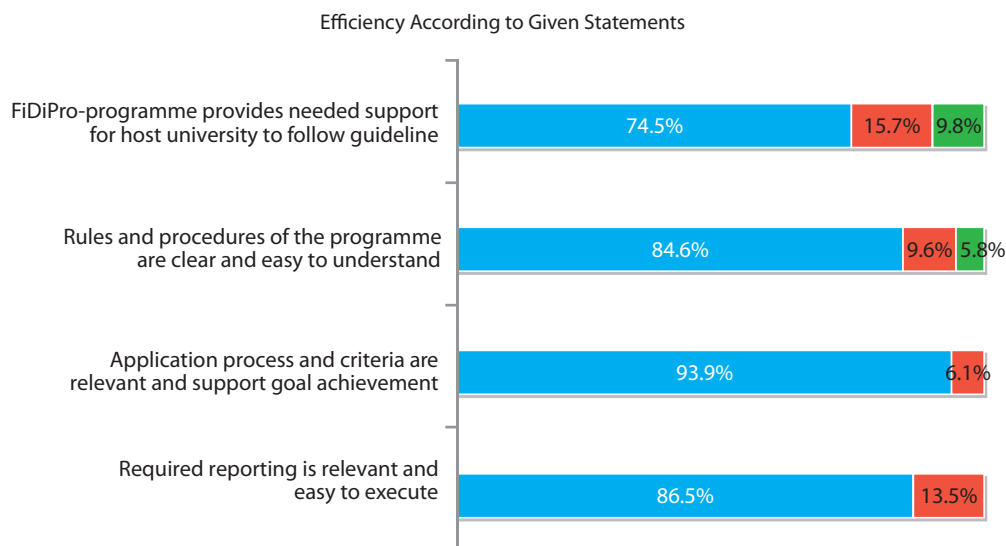 Efficiency According to Given Statements
FiDiPro-programme provides needed support
for host university to follow guideline
74.5%
15.7%
9.8%
Rules and procedures of the programme
are clear and easy to understand
84.6%
9.6%
5.8%
Application process and criteria are
relevant and support goal achievement
93.9%
6.1%
Required reporting is relevant and
easy to execute
86.5%
13.5%